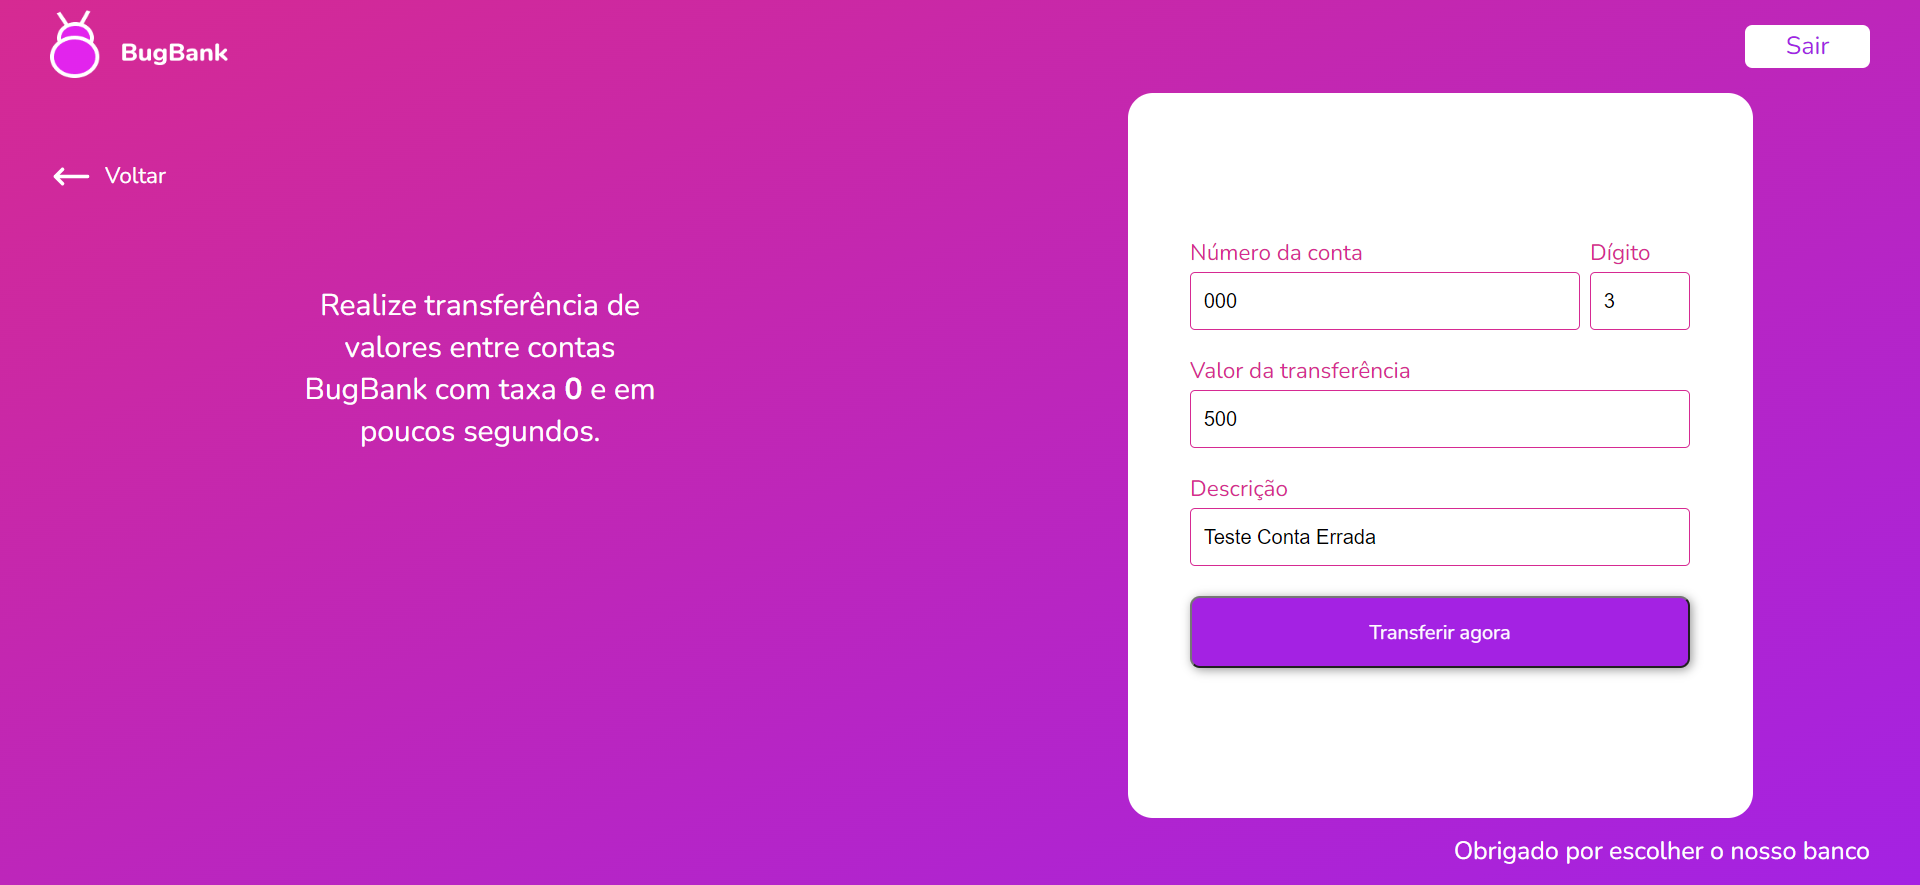 BugBank
Sair
Voltar
Realize transferência de
valores entre contas
BugBank com taxa 0 e em
poucos segundos.
Número da conta
Dígito
000
3
Valor da transferência
500
Descrição
Teste Conta Errada
Transferir agora
Obrigado por escolher o nosso banco